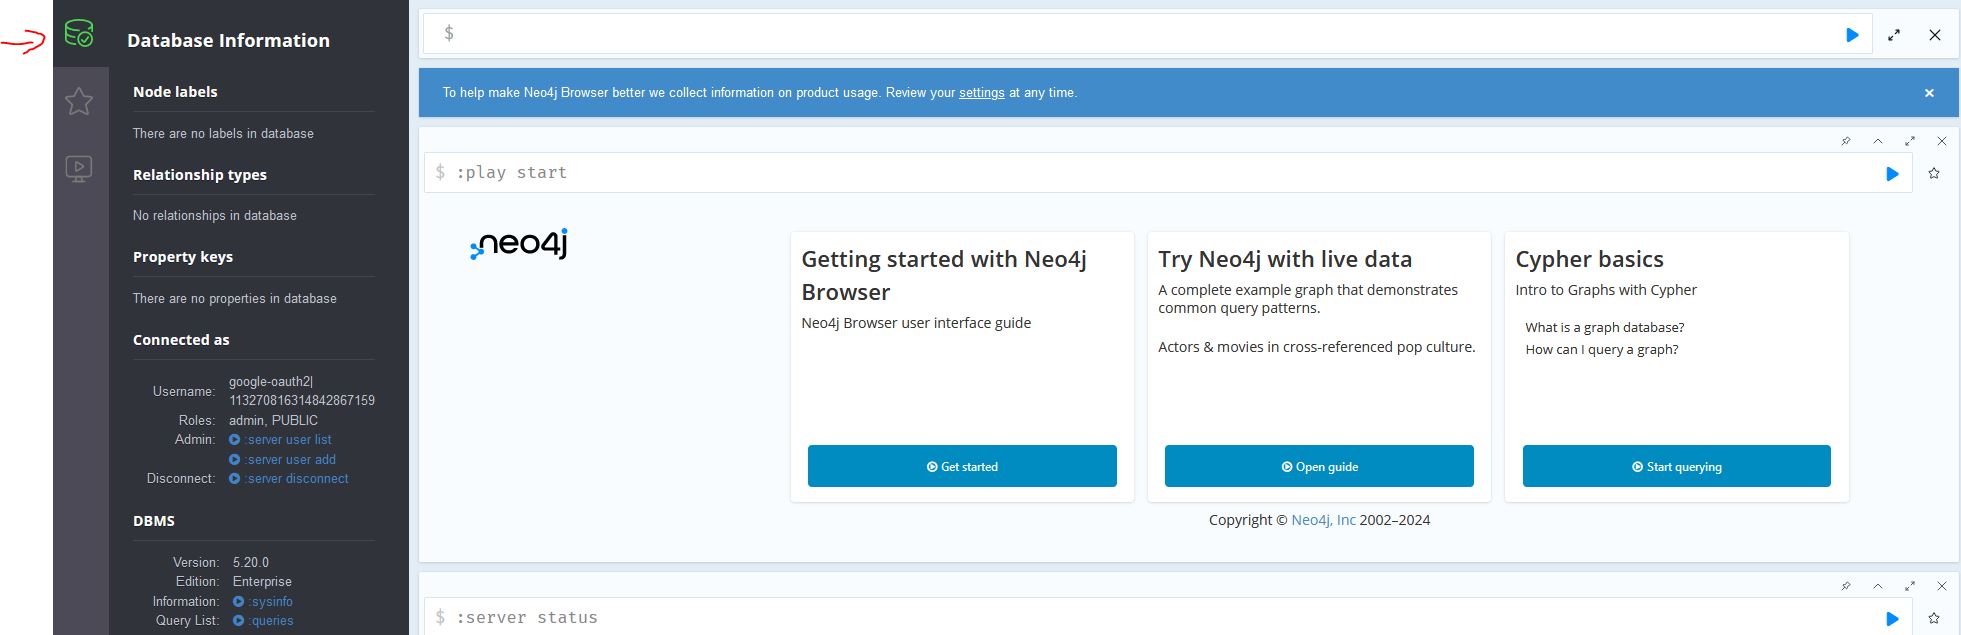 Database Information
Node labels
There are no labels in database
Relationship types
No relationships in database
Property keys
There are no properties in database
Connected as
Username: google-oauth2|
113270816314842867159
Roles: admin, PUBLIC
Admin: :server user list
:server user add
Disconnect: :server disconnect
DBMS
Version: 5.20.0
Edition: Enterprise
Information: :sysinfo
Query List: :queries
$
To help make Neo4j Browser better we collect information on product usage. Review your settings at any time.
$ :play start
neo4j
Getting started with Neo4j
Browser
Neo4j Browser user interface guide
Get started
Try Neo4j with live data
A complete example graph that demonstrates
common query patterns.
Actors & movies in cross-referenced pop culture.
Open guide
Cypher basics
Intro to Graphs with Cypher
What is a graph database?
How can I query a graph?
Start querying
Copyright © Neo4j, Inc 2002–2024
$ :server status